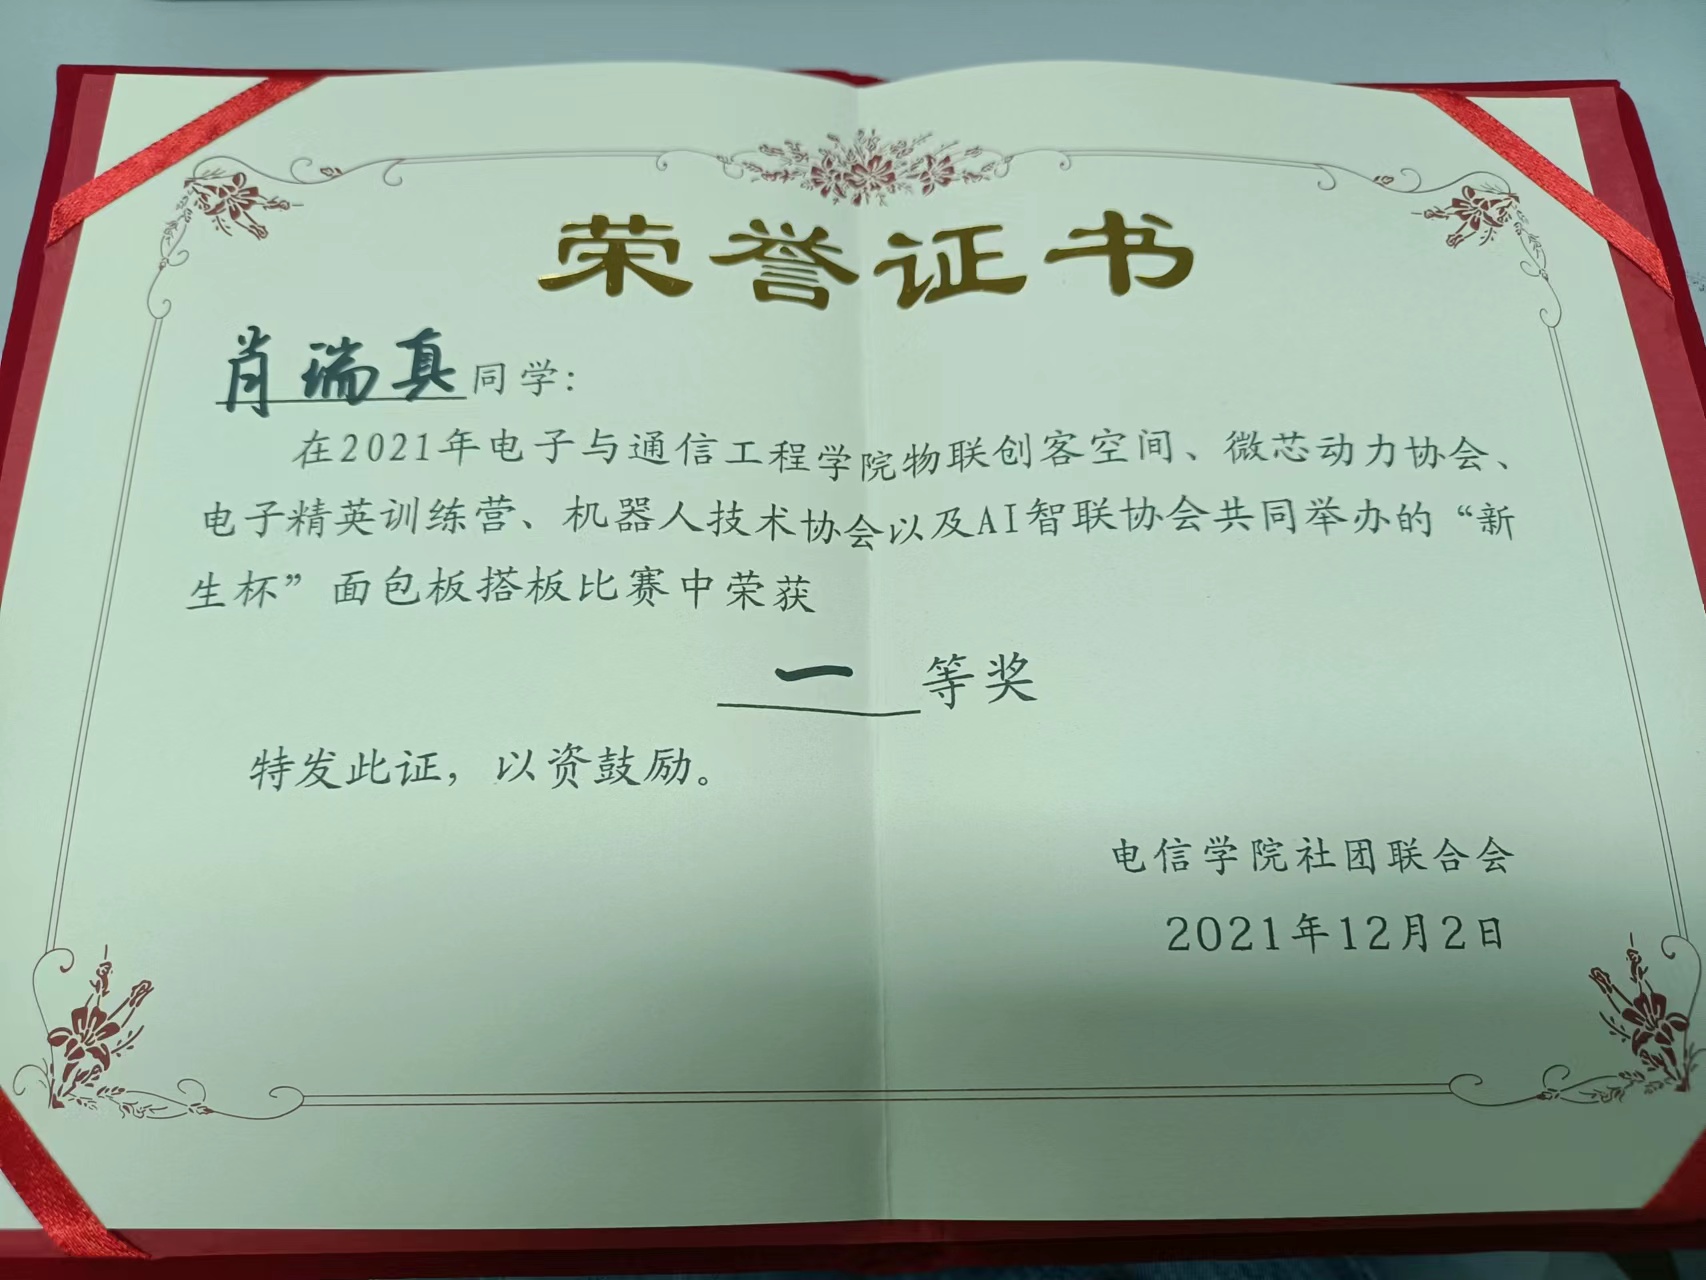 荣誉证书
肖瑞真同学：
在2021年电子与通信工程学院物联创客空间、微芯动力协会、
电子精英训练营、机器人技术协会以及AI智联协会共同举办的“新
生杯”面包板搭板比赛中荣获
一等奖
特发此证，以资鼓励。
电信学院社团联合会
2021年12月2日